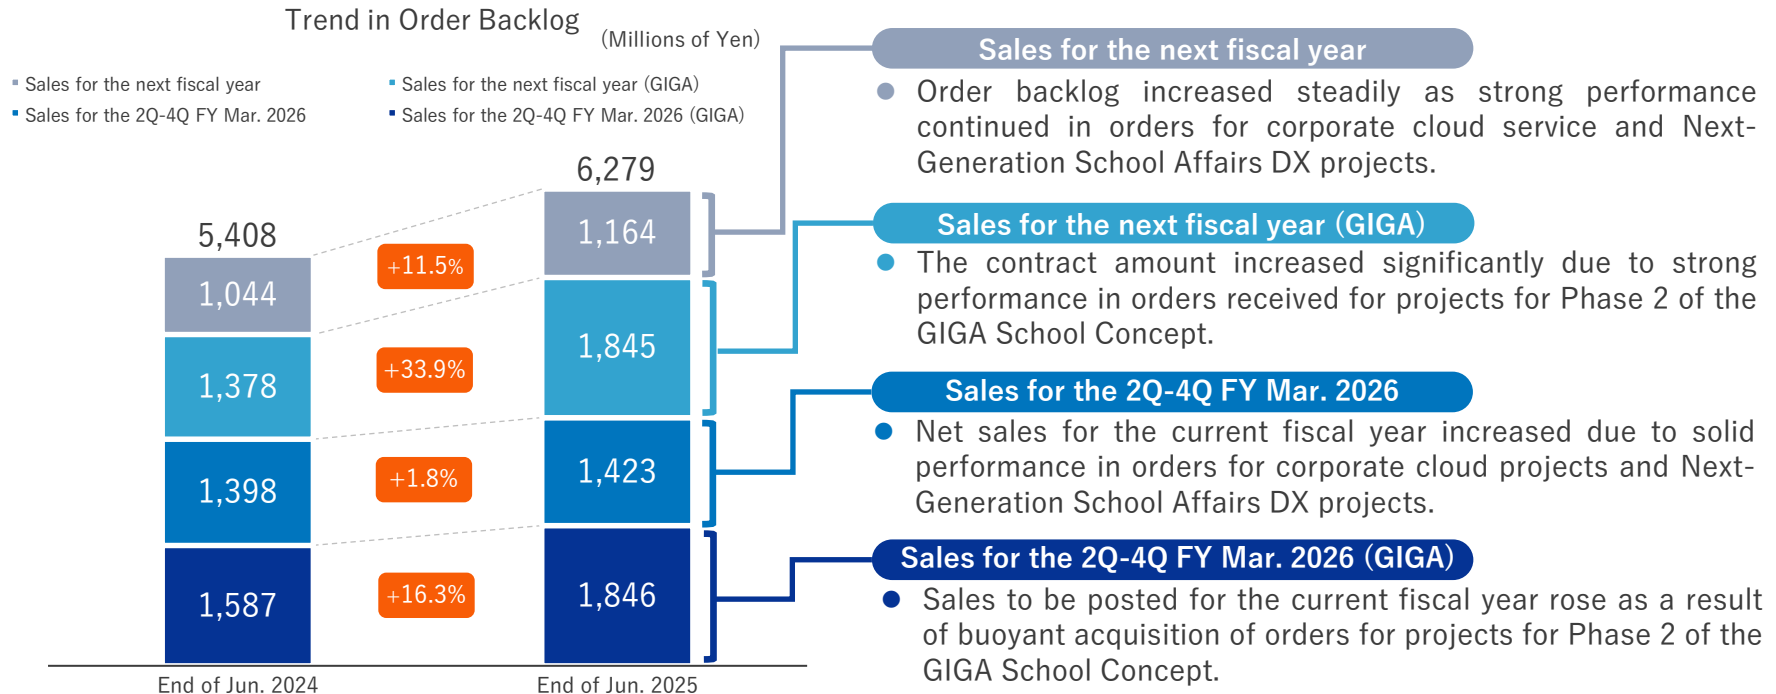 Trend in Order Backlog
(Millions of Yen)
Sales for the next fiscal year
Sales for the next fiscal year (GIGA)
Sales for the 2Q-4Q FY Mar. 2026
Sales for the 2Q-4Q FY Mar. 2026 (GIGA)
5,408
1,044
1,378
1,398
1,587
End of Jun. 2024
+11.5%
+33.9%
+1.8%
+16.3%
6,279
1,164
1,845
1,423
1,846
End of Jun. 2025
Sales for the next fiscal year
● Order backlog increased steadily as strong performance
continued in orders for corporate cloud service and Next-
Generation School Affairs DX projects.
Sales for the next fiscal year (GIGA)
● The contract amount increased significantly due to strong
performance in orders received for projects for Phase 2 of the
GIGA School Concept.
Sales for the 2Q-4Q FY Mar. 2026
● Net sales for the current fiscal year increased due to solid
performance in orders for corporate cloud projects and Next-
Generation School Affairs DX projects.
Sales for the 2Q-4Q FY Mar. 2026 (GIGA)
● Sales to be posted for the current fiscal year rose as a result
of buoyant acquisition of orders for projects for Phase 2 of the
GIGA School Concept.